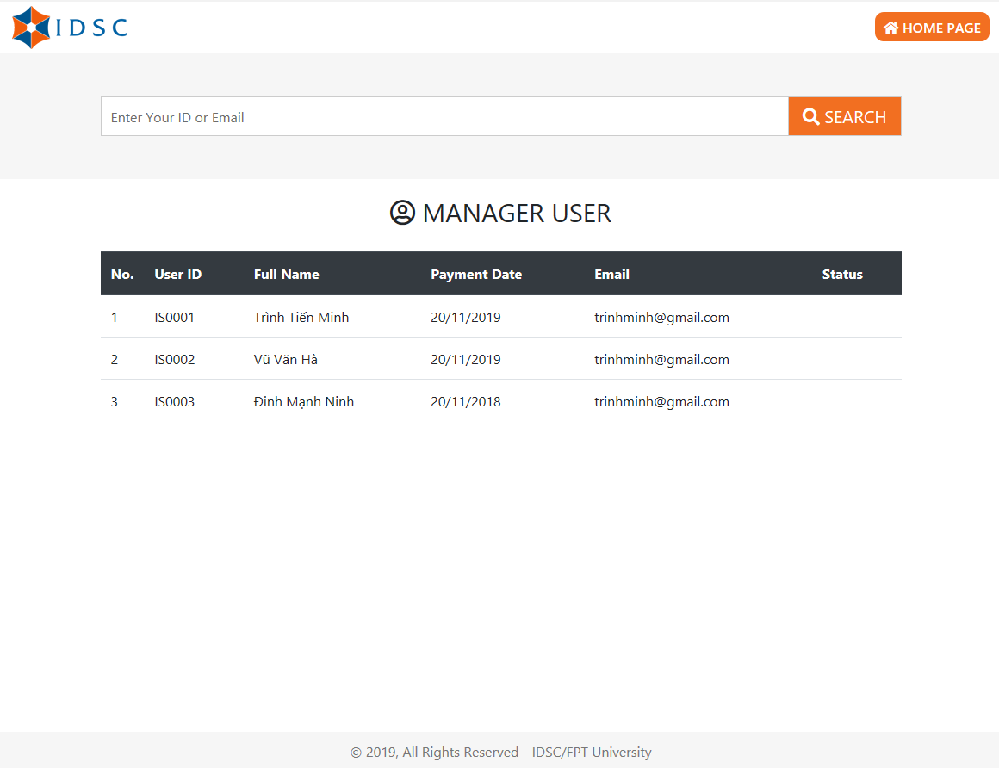 IDSC
HOME PAGE
Enter Your ID or Email
SEARCH
MANAGER USER
No. User ID Full Name Payment Date Email Status
1 IS0001 Trình Tiến Minh 20/11/2019 trinhminh@gmail.com
2 IS0002 Vũ Văn Hà 20/11/2019 trinhminh@gmail.com
3 IS0003 Đinh Mạnh Ninh 20/11/2018 trinhminh@gmail.com
© 2019, All Rights Reserved - IDSC/FPT University